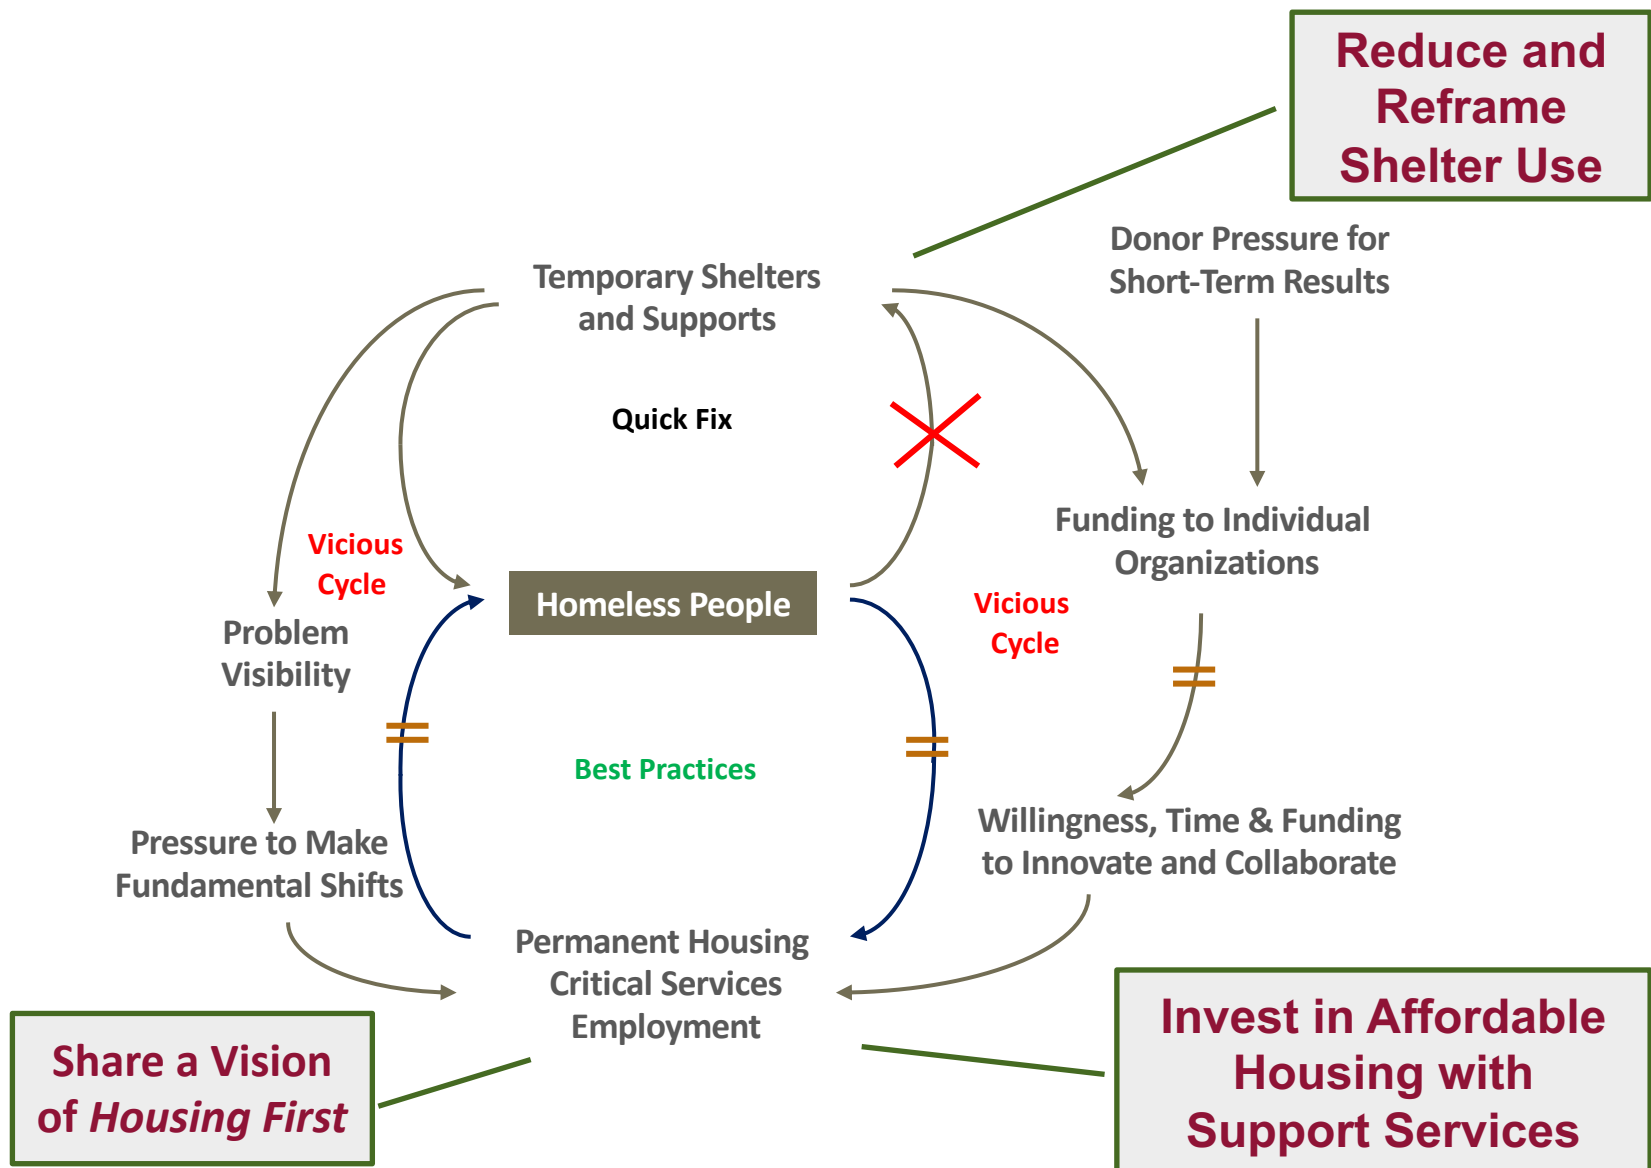 Reduce and
Reframe
Shelter Use
Donor Pressure for
Short-Term Results
Temporary Shelters
and Supports
Quick Fix
Funding to Individual
Organizations
Vicious
Cycle
Homeless People
Vicious
Cycle
Problem
Visibility
Best Practices
Pressure to Make
Fundamental Shifts
Willingness, Time & Funding
to Innovate and Collaborate
Permanent Housing
Critical Services
Employment
Share a Vision
of Housing First
Invest in Affordable
Housing with
Support Services